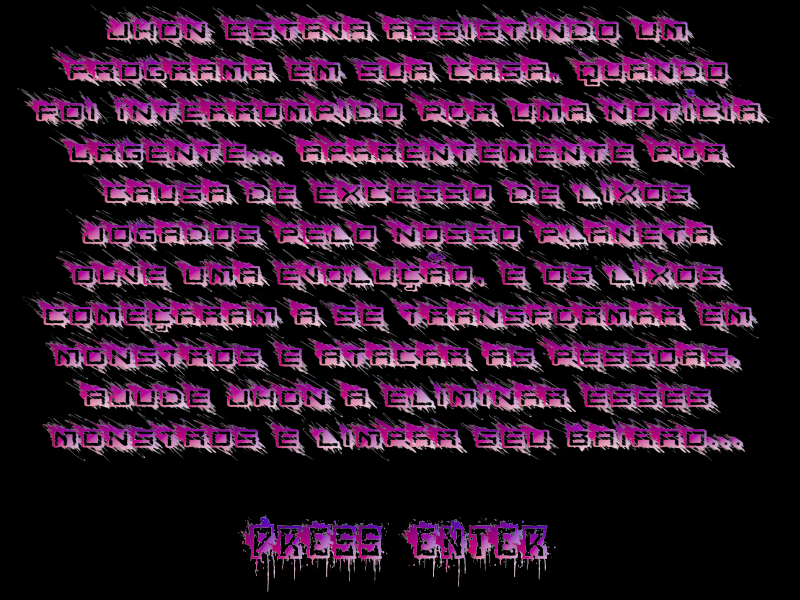 JHON ESTAVA ASSISTINDO UM
PROGRAMA EM SUA CASA, QUANDO
FOI INTERROMPIDO POR UMA NOTÍCIA
URGENTE... APARENTEMENTE POR
CAUSA DE EXCESSO DE LIXOS
JOGADOS PELO NOSSO PLANETA
OUVE UMA EVOLUÇÃO, E OS LIXOS
COMEÇARAM A SE TRANSFORMAR EM
MONSTROS E ATACAR AS PESSOAS.
AJUDE JHON A ELIMINAR ESSES
MONSTROS E LIMPAR SEU BAIRRO...
PRESS ENTER